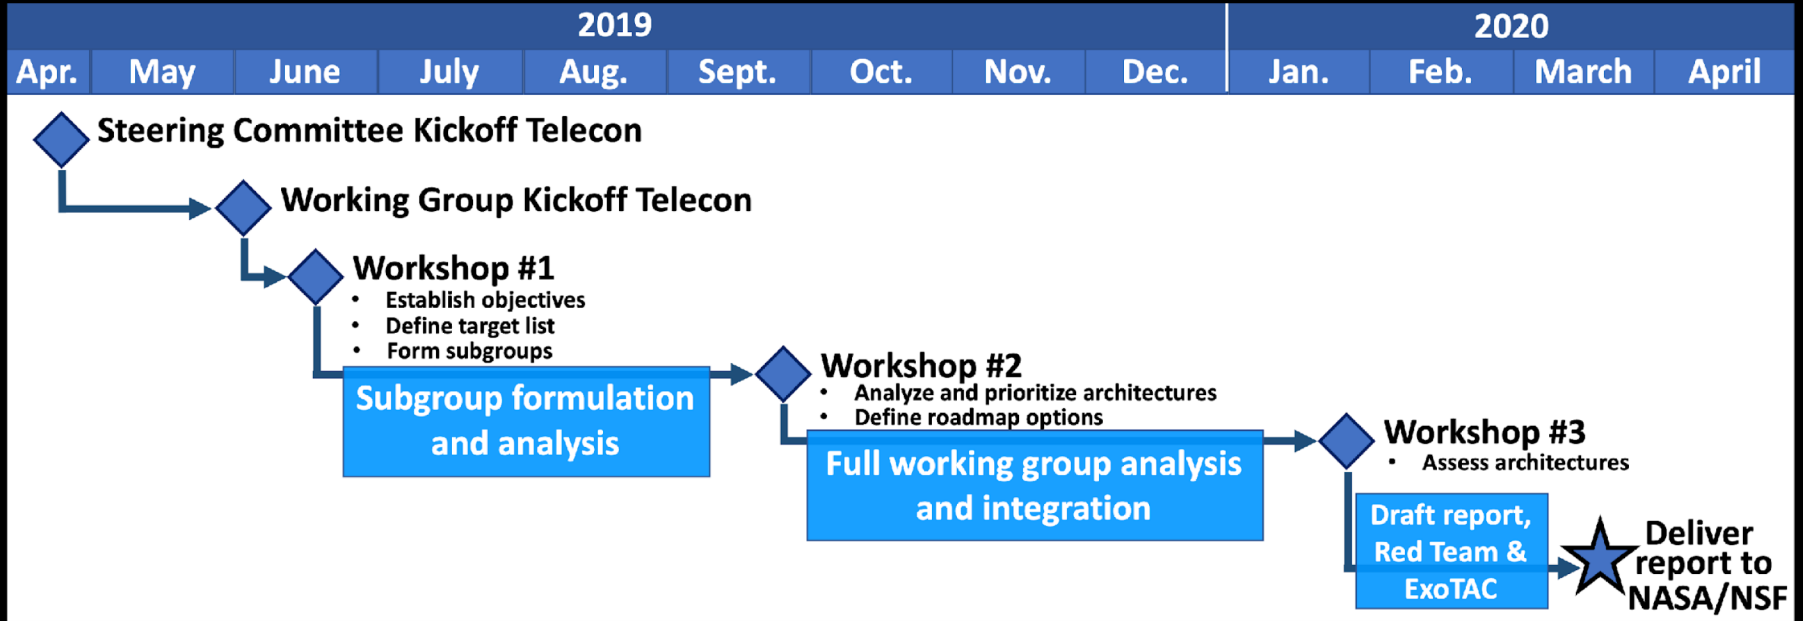 2019
2020
Apr.
May
June
July
Aug.
Sept.
Oct.
Nov.
Dec.
Jan.
Feb.
March
April
Steering Committee Kickoff Telecon
Working Group Kickoff Telecon
Workshop #1
• Establish objectives
• Define target list
• Form subgroups
Subgroup formulation
and analysis
Workshop #2
• Analyze and prioritize architectures
• Define roadmap options
Full working group analysis
and integration
Workshop #3
• Assess architectures
Draft report,
Red Team &
ExoTAC
Deliver
report to
NASA/NSF